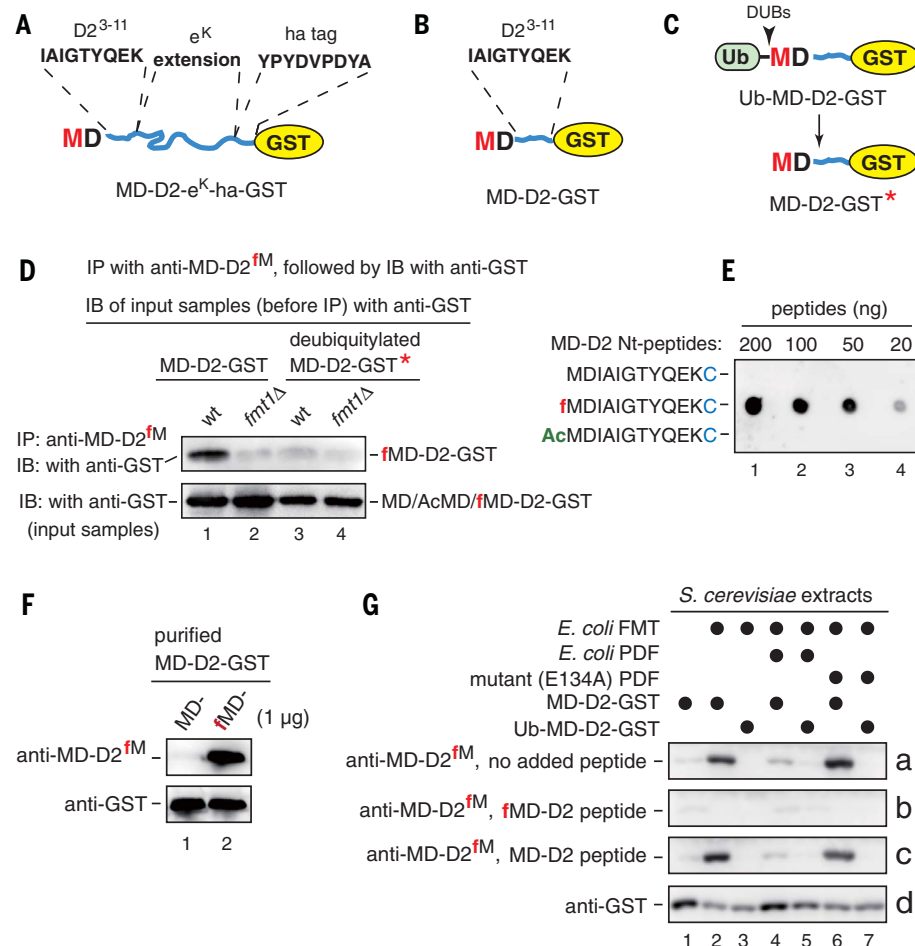 A
D2³⁻¹¹
IAIGTYQEK
eᴷ
extension
ha tag
YPYDVPDYA
MD
GST
MD-D2-eᴷ-ha-GST
B
D2³⁻¹¹
IAIGTYQEK
MD
GST
MD-D2-GST
C
DUBs
Ub MD GST
Ub-MD-D2-GST
MD GST
MD-D2-GST*
D
IP with anti-MD-D2ᶠᴹ, followed by IB with anti-GST
IB of input samples (before IP) with anti-GST
deubiquitylated
MD-D2-GST MD-D2-GST*
wt fmt1Δ wt fmt1Δ
IP: anti-MD-D2ᶠᴹ
IB: with anti-GST
fMD-D2-GST
IB: with anti-GST
MD/AcMD/fMD-D2-GST
(input samples)
1 2 3 4
E
peptides (ng)
MD-D2 Nt-peptides: 200 100 50 20
MDIAIGTYQEKC
fMDIAIGTYQEKC
AcMDIAIGTYQEKC
1 2 3 4
F
purified
MD-D2-GST
MD- fMD- (1 µg)
anti-MD-D2ᶠᴹ
anti-GST
1 2
G
S. cerevisiae extracts
E. coli FMT
E. coli PDF
mutant (E134A) PDF
MD-D2-GST
Ub-MD-D2-GST
anti-MD-D2ᶠᴹ, no added peptide a
anti-MD-D2ᶠᴹ, fMD-D2 peptide b
anti-MD-D2ᶠᴹ, MD-D2 peptide c
anti-GST d
1 2 3 4 5 6 7